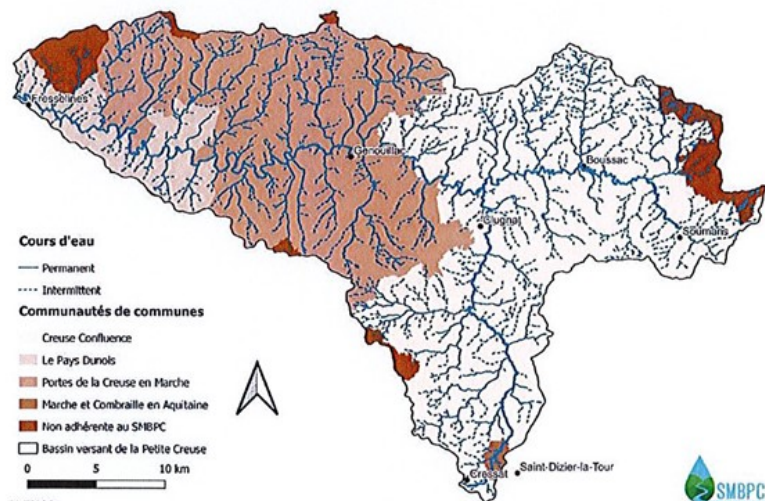 Fresselines
Genouillac
Boussac
Clugnat
Soumans
Cours d'eau
Permanent
Intermittent
Communautés de communes
Creuse Confluence
Le Pays Dunois
Portes de la Creuse en Marche
Marche et Combraille en Aquitaine
Non adhérente au SMBPC
Bassin versant de la Petite Creuse
0 5 10 km
Cressat
Saint-Dizier-la-Tour
SMBPC